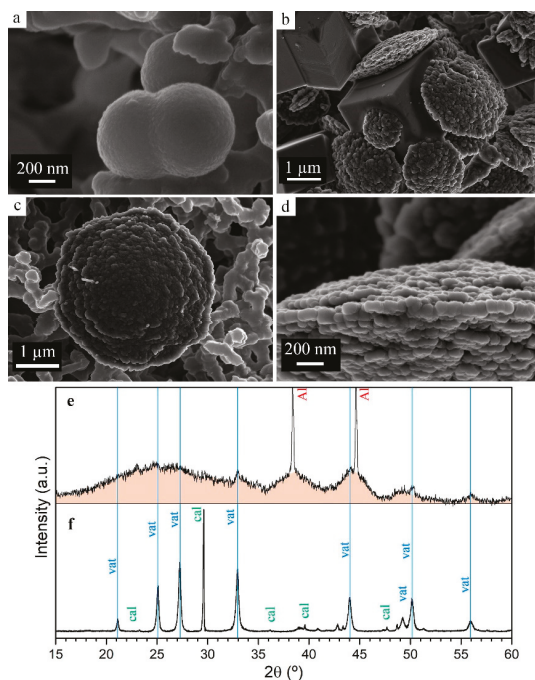 a
200 nm
b
1 µm
c
1 µm
d
200 nm
e
Al
Al
f
vat
cal
vat
vat
cal
vat
cal
cal
vat
cal
vat
vat
vat
Intensity (a.u.)
15 20 25 30 35 40 45 50 55 60
2θ (º)